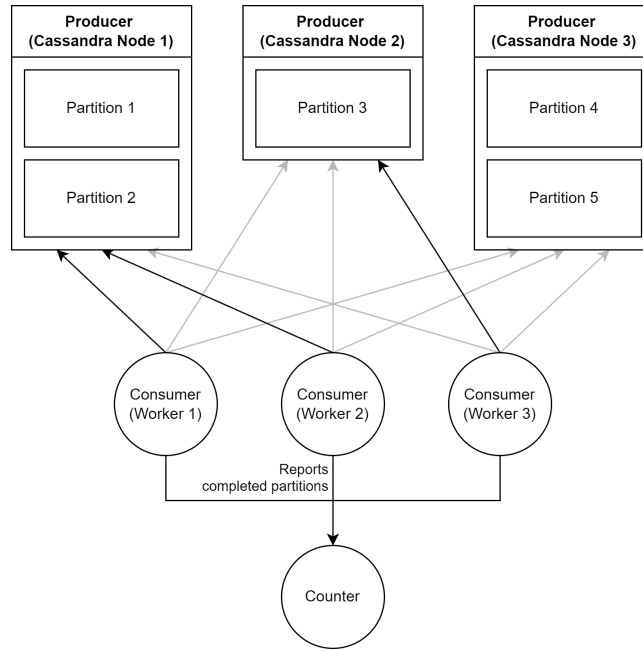 Producer
(Cassandra Node 1)
Partition 1
Partition 2
Producer
(Cassandra Node 2)
Partition 3
Producer
(Cassandra Node 3)
Partition 4
Partition 5
Consumer
(Worker 1)
Consumer
(Worker 2)
Consumer
(Worker 3)
Reports
completed partitions
Counter